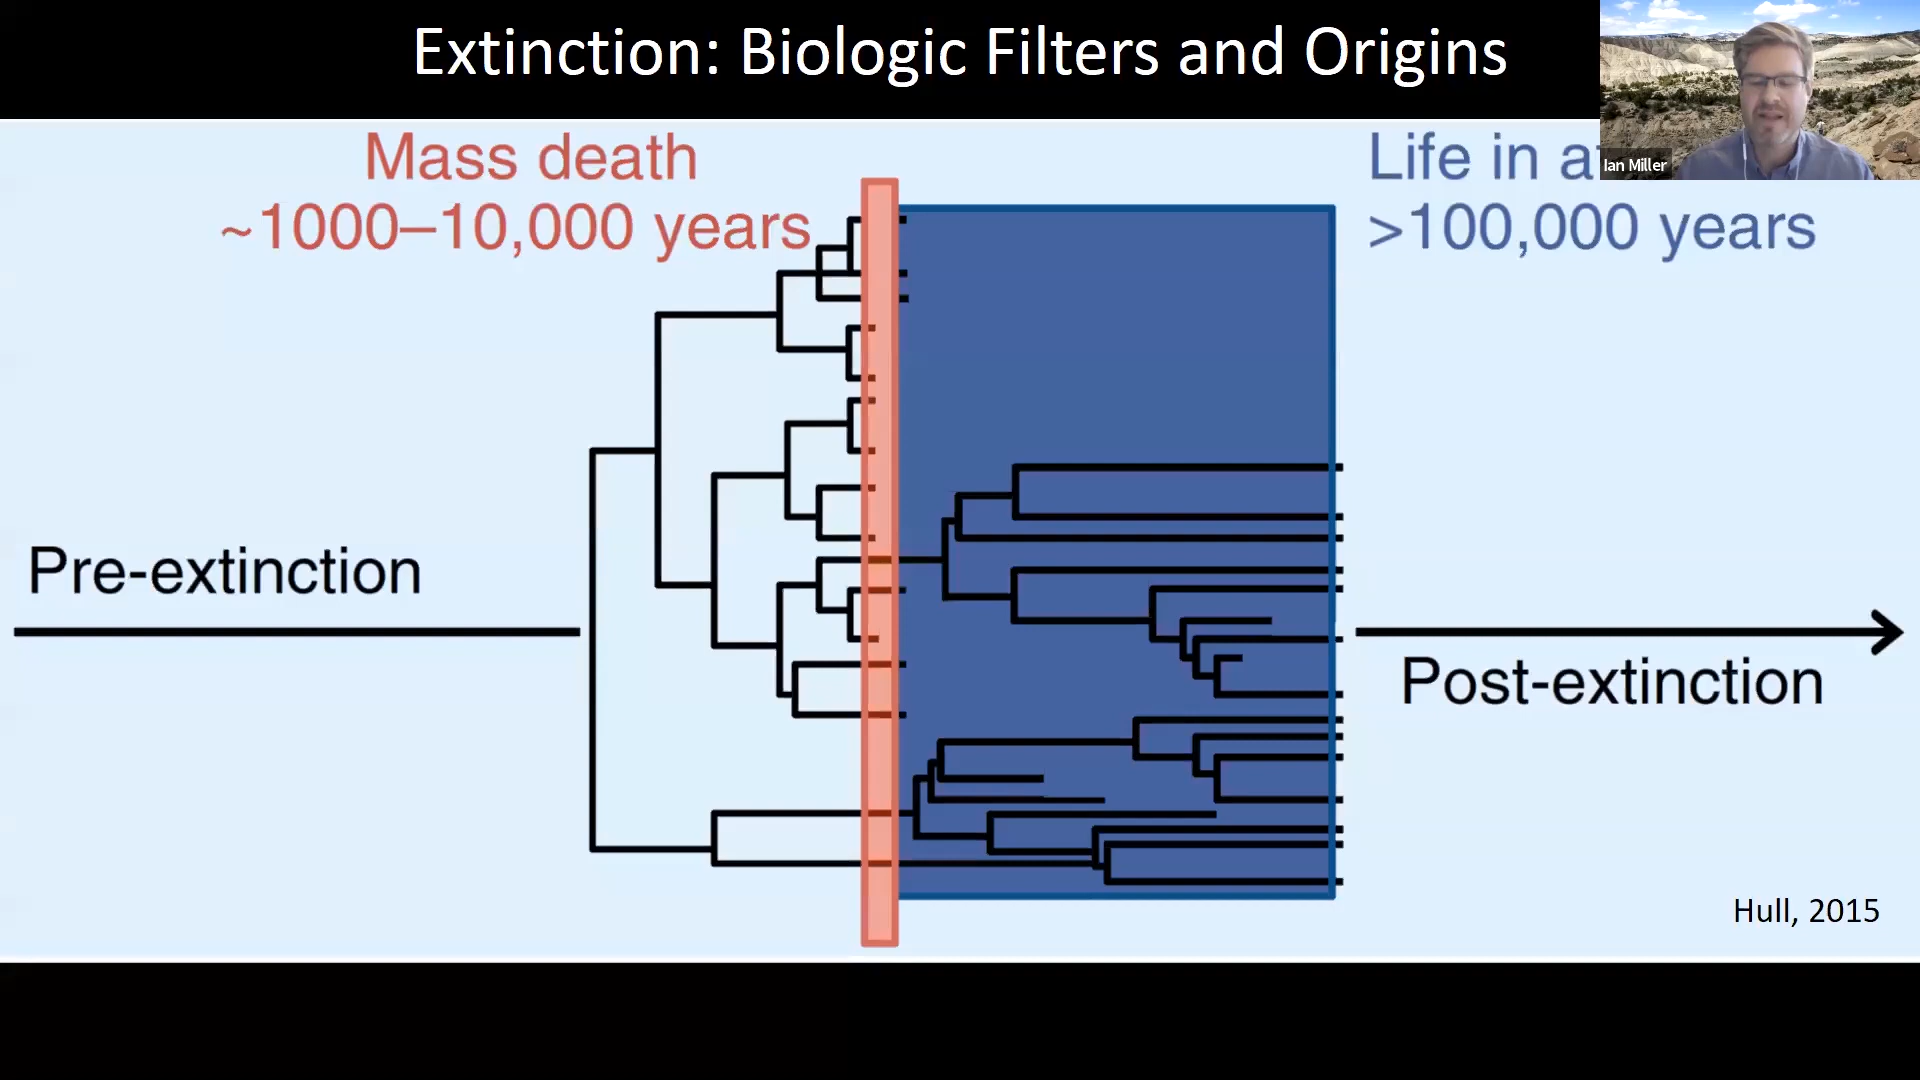 Extinction: Biologic Filters and Origins
Mass death
~1000–10,000 years
Life in a
>100,000 years
Ian Miller
Pre-extinction
Post-extinction
Hull, 2015